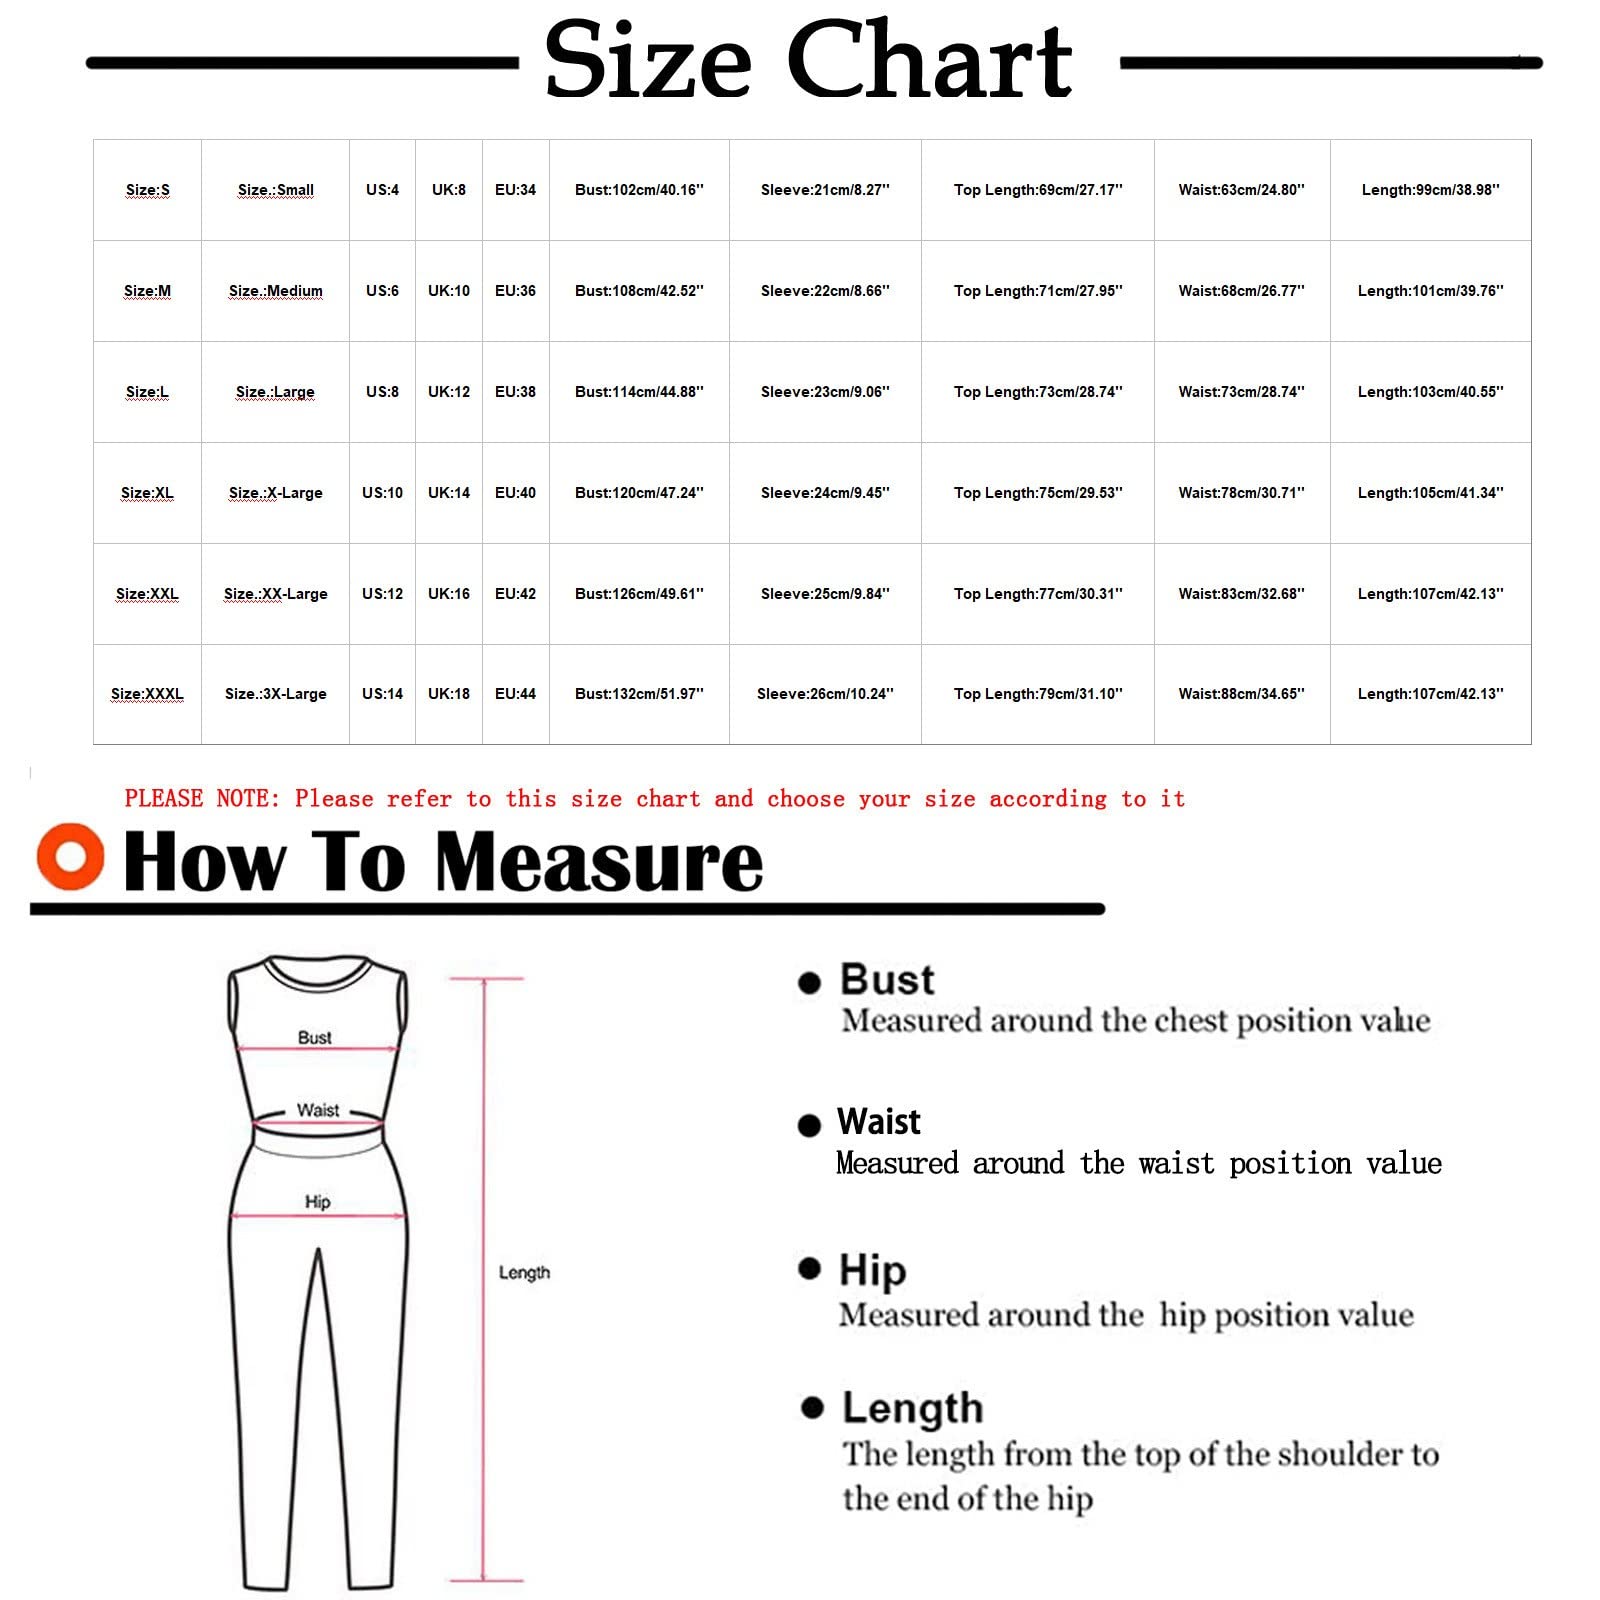 Size Chart
Size:S Size.:Small US:4 UK:8 EU:34 Bust:102cm/40.16'' Sleeve:21cm/8.27'' Top Length:69cm/27.17'' Waist:63cm/24.80'' Length:99cm/38.98''
Size:M Size.:Medium US:6 UK:10 EU:36 Bust:108cm/42.52'' Sleeve:22cm/8.66'' Top Length:71cm/27.95'' Waist:68cm/26.77'' Length:101cm/39.76''
Size:L Size.:Large US:8 UK:12 EU:38 Bust:114cm/44.88'' Sleeve:23cm/9.06'' Top Length:73cm/28.74'' Waist:73cm/28.74'' Length:103cm/40.55''
Size:XL Size.:X-Large US:10 UK:14 EU:40 Bust:120cm/47.24'' Sleeve:24cm/9.45'' Top Length:75cm/29.53'' Waist:78cm/30.71'' Length:105cm/41.34''
Size:XXL Size.:XX-Large US:12 UK:16 EU:42 Bust:126cm/49.61'' Sleeve:25cm/9.84'' Top Length:77cm/30.31'' Waist:83cm/32.68'' Length:107cm/42.13''
Size:XXXL Size.:3X-Large US:14 UK:18 EU:44 Bust:132cm/51.97'' Sleeve:26cm/10.24'' Top Length:79cm/31.10'' Waist:88cm/34.65'' Length:107cm/42.13''
PLEASE NOTE: Please refer to this size chart and choose your size according to it
How To Measure
Bust
Waist
Hip
Length
Bust
Measured around the chest position value
Waist
Measured around the waist position value
Hip
Measured around the hip position value
Length
The length from the top of the shoulder to
the end of the hip